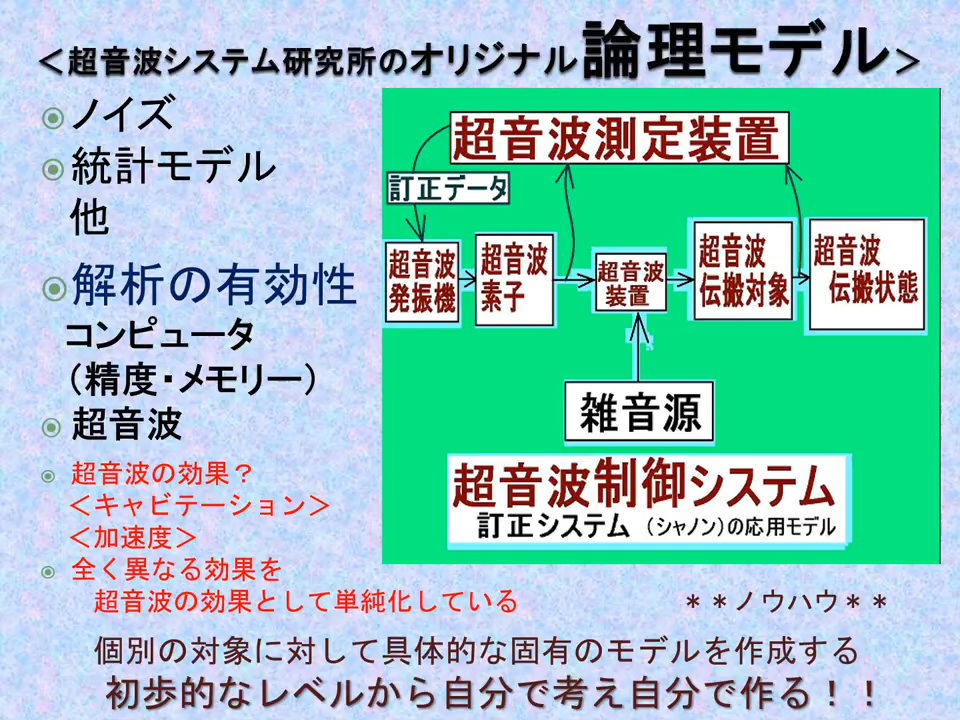 ＜超音波システム研究所のオリジナル論理モデル＞
◉ノイズ
◉統計モデル
他
◉解析の有効性
コンピュータ
（精度・メモリー）
◉超音波
◉超音波の効果？
＜キャビテーション＞
＜加速度＞
◉全く異なる効果を
超音波の効果として単純化している
超音波測定装置
訂正データ
超音波
発振機
超音波
素子
超音波
装置
超音波
伝搬対象
超音波
伝搬状態
雑音源
超音波制御システム
訂正システム（シャノン）の応用モデル
＊＊ノウハウ＊＊
個別の対象に対して具体的な固有のモデルを作成する
初歩的なレベルから自分で考え自分で作る！！